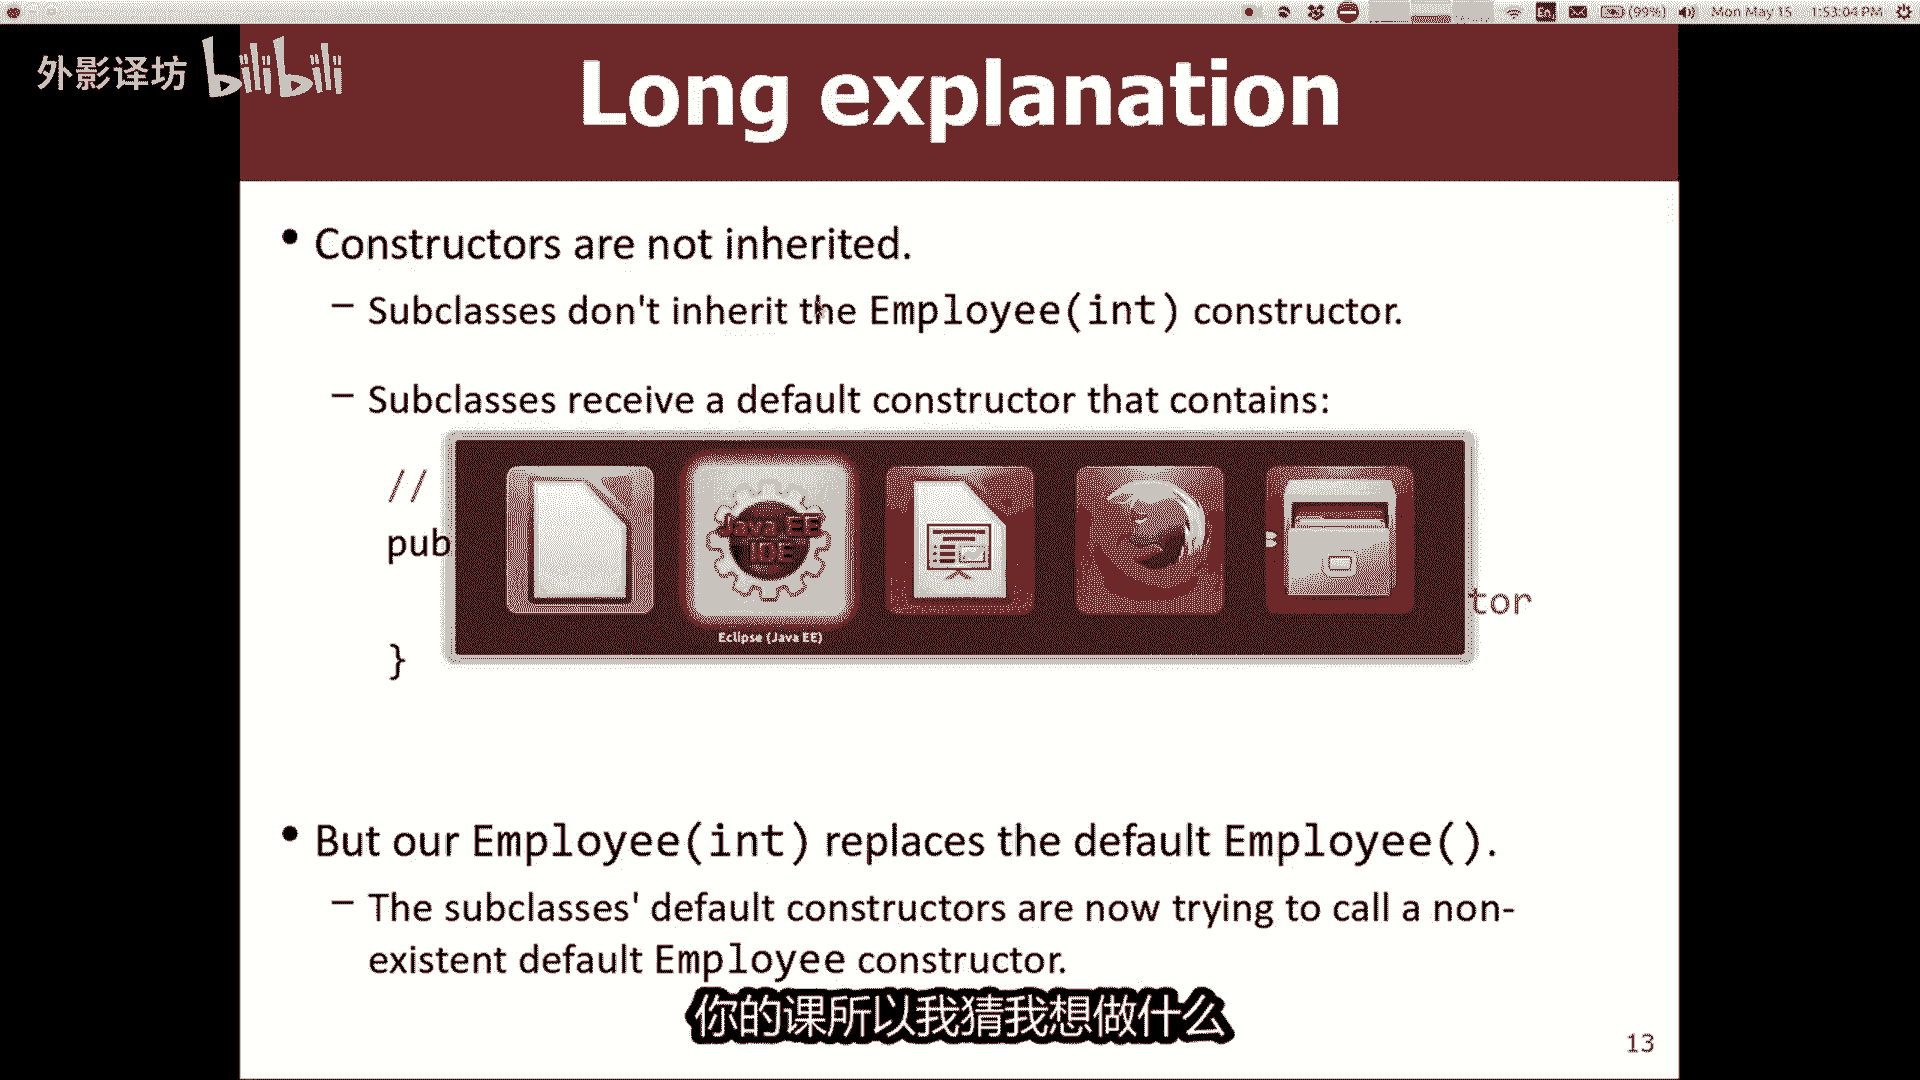 En
(99%)
Mon May 15
1:53:04 PM
外影译坊 bilibili
Long explanation
• Constructors are not inherited.
– Subclasses don't inherit the Employee(int) constructor.
– Subclasses receive a default constructor that contains:
//
pub
Java EE
IDE
Eclipse (Java EE)
tor
}
• But our Employee(int) replaces the default Employee().
– The subclasses' default constructors are now trying to call a non-
existent default Employee constructor.
你的课所以我猜我想做什么
13